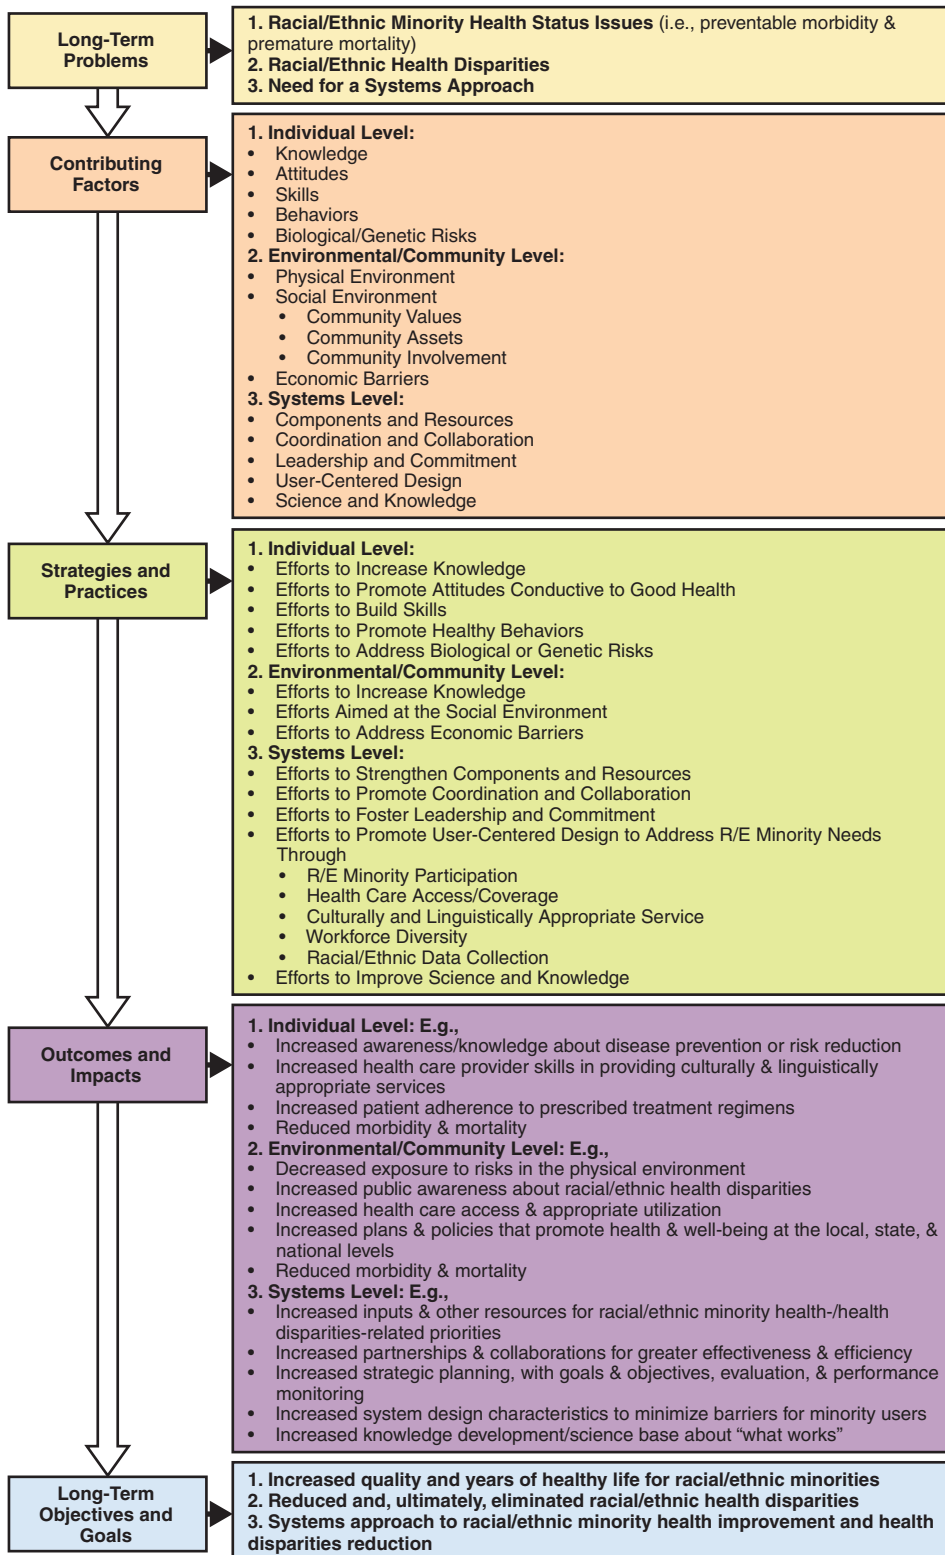 Long-Term
Problems
1. Racial/Ethnic Minority Health Status Issues (i.e., preventable morbidity &
premature mortality)
2. Racial/Ethnic Health Disparities
3. Need for a Systems Approach
Contributing
Factors
1. Individual Level:
• Knowledge
• Attitudes
• Skills
• Behaviors
• Biological/Genetic Risks
2. Environmental/Community Level:
• Physical Environment
• Social Environment
• Community Values
• Community Assets
• Community Involvement
• Economic Barriers
3. Systems Level:
• Components and Resources
• Coordination and Collaboration
• Leadership and Commitment
• User-Centered Design
• Science and Knowledge
Strategies and
Practices
1. Individual Level:
• Efforts to Increase Knowledge
• Efforts to Promote Attitudes Conductive to Good Health
• Efforts to Build Skills
• Efforts to Promote Healthy Behaviors
• Efforts to Address Biological or Genetic Risks
2. Environmental/Community Level:
• Efforts to Increase Knowledge
• Efforts Aimed at the Social Environment
• Efforts to Address Economic Barriers
3. Systems Level:
• Efforts to Strengthen Components and Resources
• Efforts to Promote Coordination and Collaboration
• Efforts to Foster Leadership and Commitment
• Efforts to Promote User-Centered Design to Address R/E Minority Needs
Through
• R/E Minority Participation
• Health Care Access/Coverage
• Culturally and Linguistically Appropriate Service
• Workforce Diversity
• Racial/Ethnic Data Collection
• Efforts to Improve Science and Knowledge
Outcomes and
Impacts
1. Individual Level: E.g.,
• Increased awareness/knowledge about disease prevention or risk reduction
• Increased health care provider skills in providing culturally & linguistically
appropriate services
• Increased patient adherence to prescribed treatment regimens
• Reduced morbidity & mortality
2. Environmental/Community Level: E.g.,
• Decreased exposure to risks in the physical environment
• Increased public awareness about racial/ethnic health disparities
• Increased health care access & appropriate utilization
• Increased plans & policies that promote health & well-being at the local, state, &
national levels
• Reduced morbidity & mortality
3. Systems Level: E.g.,
• Increased inputs & other resources for racial/ethnic minority health-/health
disparities-related priorities
• Increased partnerships & collaborations for greater effectiveness & efficiency
• Increased strategic planning, with goals & objectives, evaluation, & performance
monitoring
• Increased system design characteristics to minimize barriers for minority users
• Increased knowledge development/science base about “what works”
Long-Term
Objectives and
Goals
1. Increased quality and years of healthy life for racial/ethnic minorities
2. Reduced and, ultimately, eliminated racial/ethnic health disparities
3. Systems approach to racial/ethnic minority health improvement and health
disparities reduction